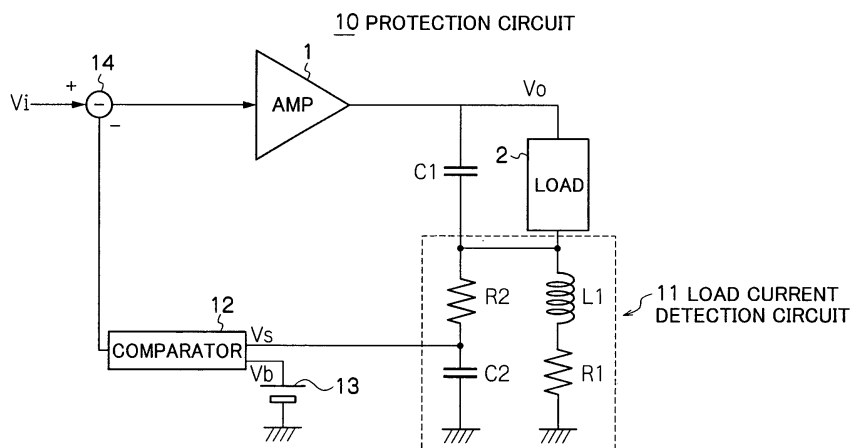 10 PROTECTION CIRCUIT
14
1
+
Vi
−
−
AMP
Vo
2
LOAD
C1
R2
L1
11 LOAD CURRENT
DETECTION CIRCUIT
12
Vs
COMPARATOR
Vb
13
C2
R1